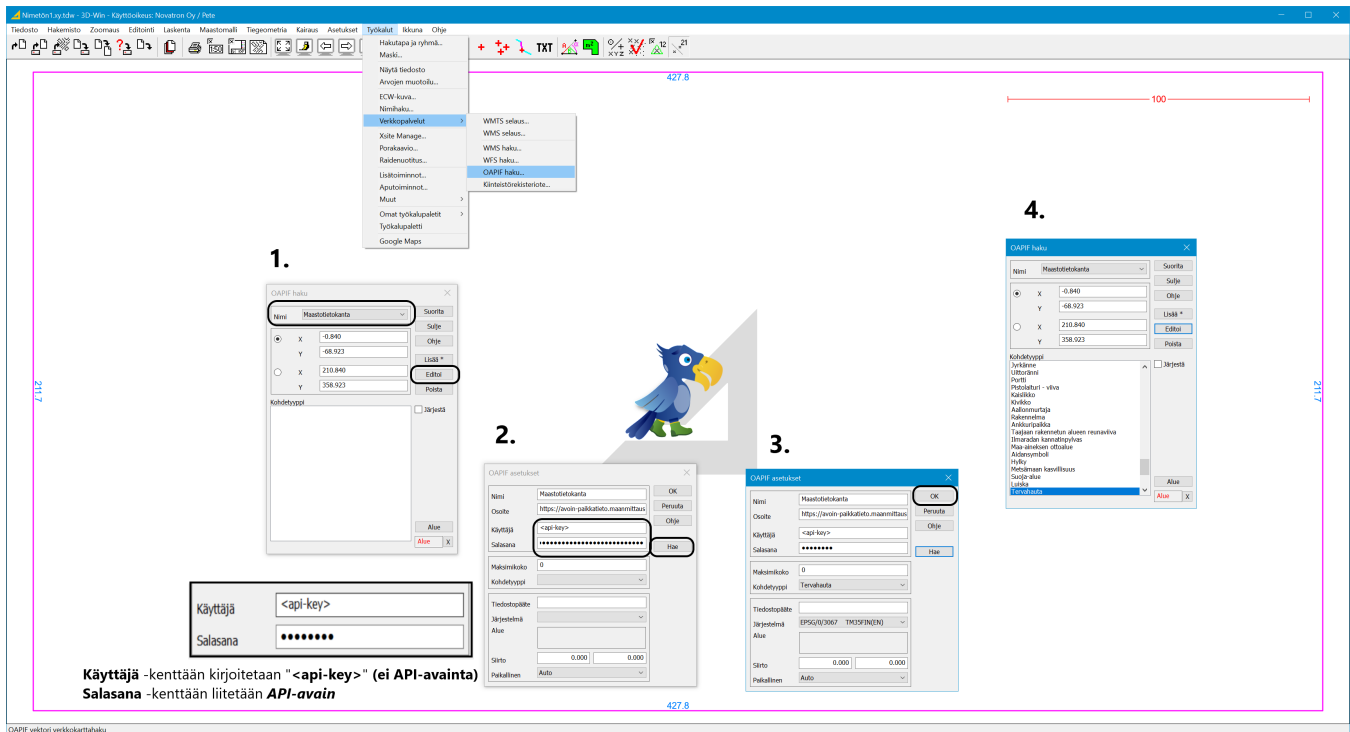 Nimetön1.xy.tdw - 3D-Win - Käyttöoikeus: Novatron Oy / Pete
Tiedosto Hakemisto Zoomaus Editointi Laskenta Maastomalli Tiegeometria Kairaus Asetukset Työkalut Ikkuna Ohje
TXT
XYZ
12
21
Hakutapa ja ryhmä...
Maski...
Näytä tiedosto
Arvojen muotoilu...
ECW-kuva...
Nimihaku...
Verkkopalvelut
Xsite Manage...
Porakaavio...
Raidenuotitus...
Lisätoiminnot...
Aputoiminnot...
Muut
Omat työkalupaletit
Työkalupaletti
Google Maps
WMTS selaus...
WMS selaus...
WMS haku...
WFS haku...
OAPIF haku...
Kiinteistörekisteriote...
427.8
100
211.7
211.7
1.
OAPIF haku
Nimi Maastotietokanta Suorita
Sulje
X -0.840 Ohje
Y -68.923
Lisää *
X 210.840 Editoi
Y 358.923 Poista
Kohdetyyppi
Järjestä
Alue
Alue X
Käyttäjä <api-key>
Salasana ••••••••
Käyttäjä -kenttään kirjoitetaan "<api-key>" (ei API-avainta)
Salasana -kenttään liitetään API-avain
2.
OAPIF asetukset
Nimi Maastotietokanta OK
Osoite https://avoin-paikkatieto.maanmittaus Peruuta
Käyttäjä <api-key> Ohje
Salasana Hae
Maksimikoko 0
Kohdetyyppi
Tiedostopääte
Järjestelmä
Alue
Siirto 0.000 0.000
Paikallinen Auto
3.
OAPIF asetukset
Nimi Maastotietokanta OK
Osoite https://avoin-paikkatieto.maanmittaus Peruuta
Käyttäjä <api-key> Ohje
Salasana •••••••• Hae
Maksimikoko 0
Kohdetyyppi Tervahauta
Tiedostopääte
Järjestelmä EPSG/0/3067 TM35FIN(EN)
Alue
Siirto 0.000 0.000
Paikallinen Auto
4.
OAPIF haku
Nimi Maastotietokanta Suorita
Sulje
X -0.840 Ohje
Y -68.923
Lisää *
X 210.840 Editoi
Y 358.923 Poista
Kohdetyyppi
Järjestä
Jyrkänne
Uittoränni
Portti
Pistolaituri - viiva
Kaislikko
Kivikko
Aallonmurtaja
Rakennelma
Ankkuripaikka
Taajaan rakennetun alueen reunaviiva
Ilmaradan kannatinpylvas
Maa-aineksen ottoalue
Aidansymboli
Hylky
Metsämaan kasvillisuus
Suoja-alue
Luiska
Tervahauta
Alue
Alue X
427.8
OAPIF vektori verkkokarttahaku